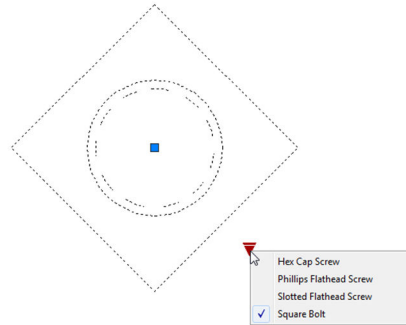 Hex Cap Screw
Phillips Flathead Screw
Slotted Flathead Screw
Square Bolt